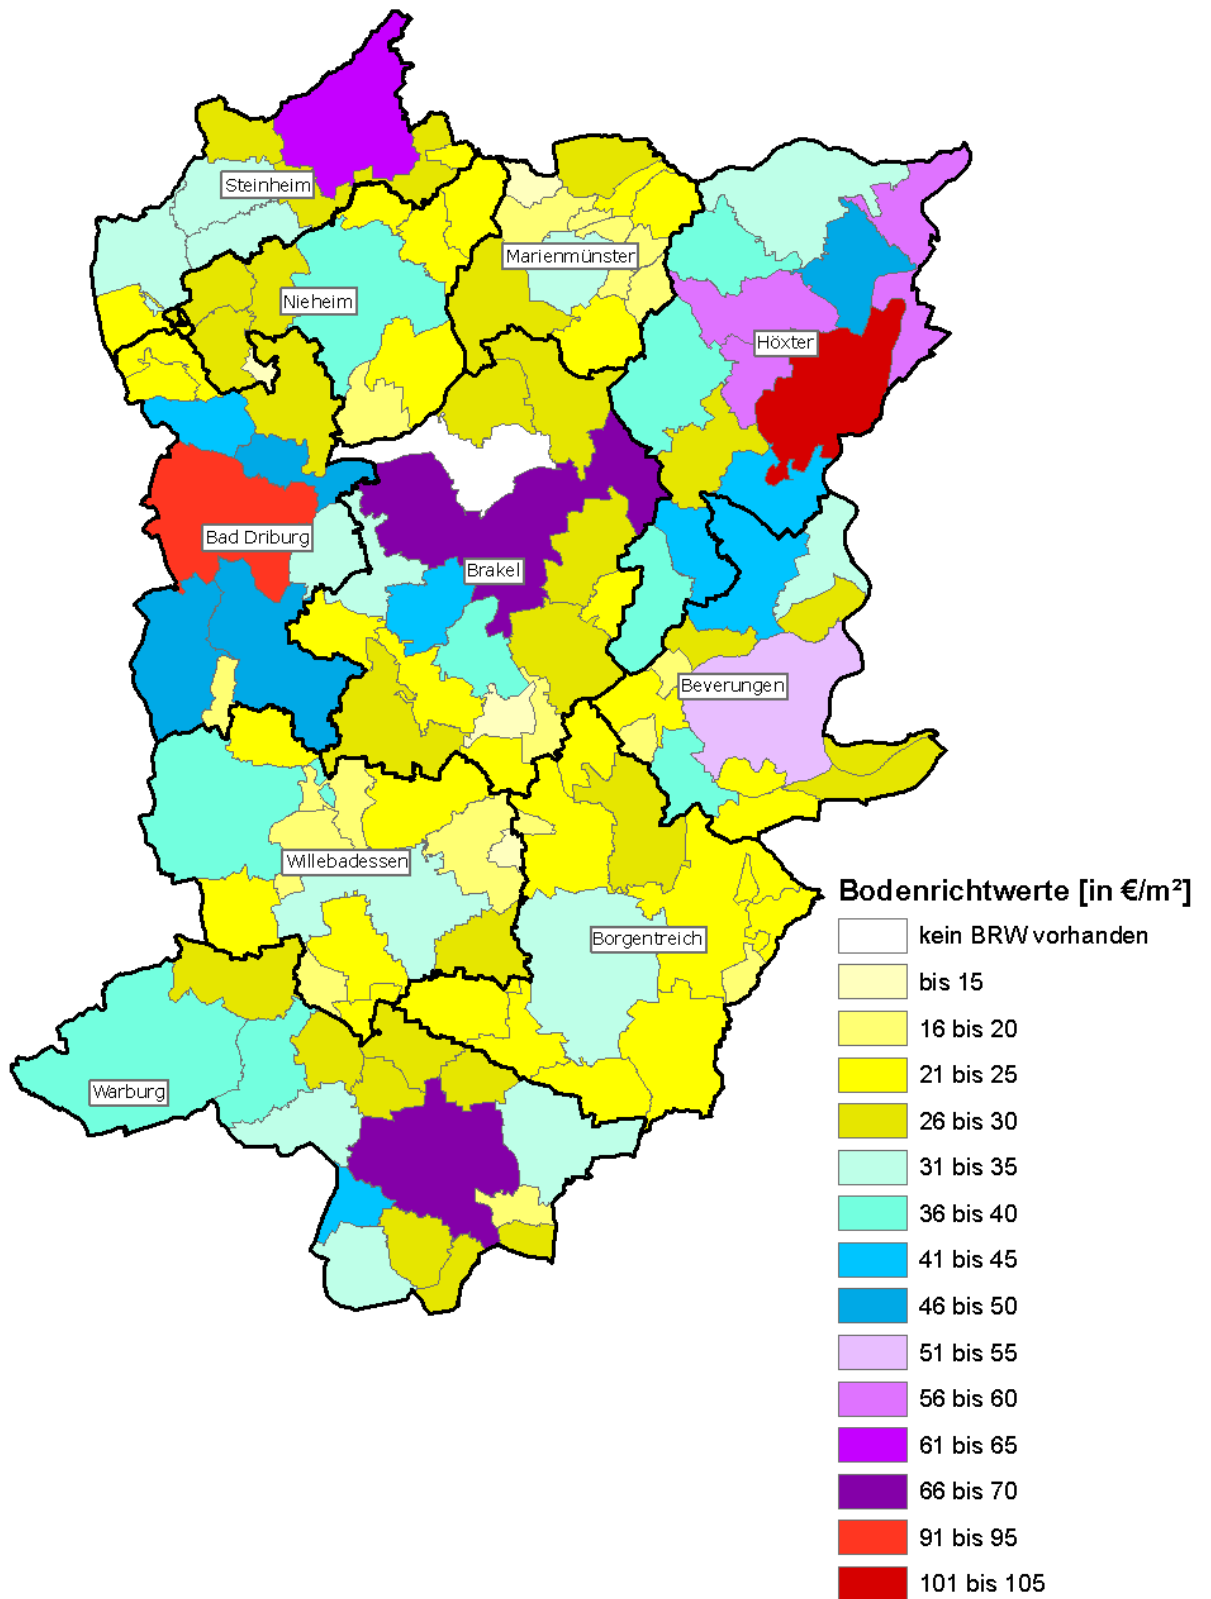 Steinheim
Marienmünster
Nieheim
Höxter
Bad Driburg
Brakel
Beverungen
Willebadessen
Borgentreich
Warburg
Bodenrichtwerte [in €/m²]
kein BRW vorhanden
bis 15
16 bis 20
21 bis 25
26 bis 30
31 bis 35
36 bis 40
41 bis 45
46 bis 50
51 bis 55
56 bis 60
61 bis 65
66 bis 70
91 bis 95
101 bis 105